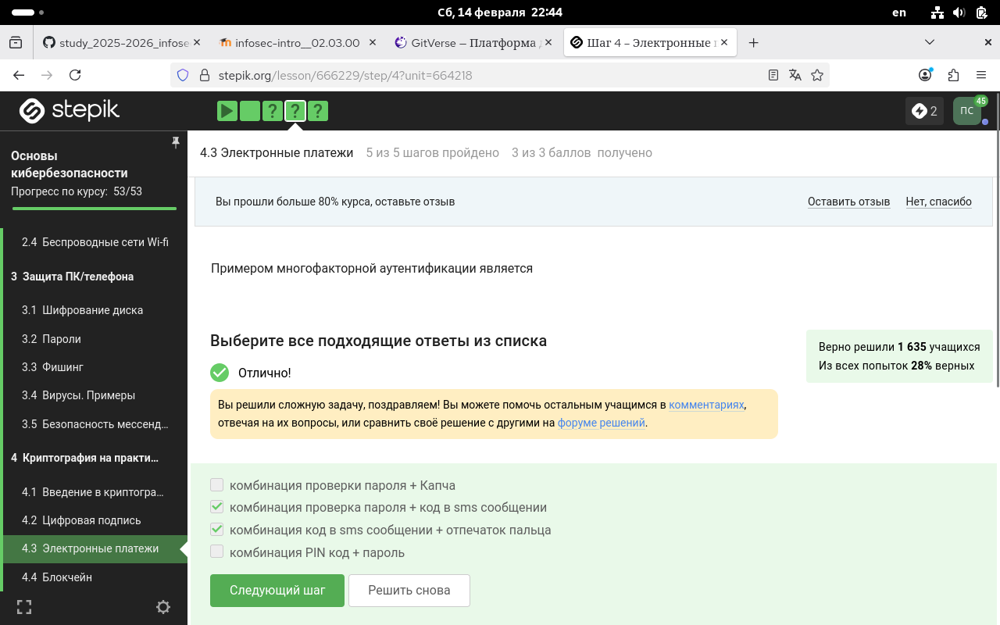 Сб, 14 февраля 22:44
en
study_2025-2026_infose
infosec-intro__02.03.00
GitVerse — Платформа
Шаг 4 – Электронные
stepik.org/lesson/666229/step/4?unit=664218
stepik
? ? ?
2
ПС
45
Основы
кибербезопасности
Прогресс по курсу: 53/53
2.4 Беспроводные сети Wi-fi
3 Защита ПК/телефона
3.1 Шифрование диска
3.2 Пароли
3.3 Фишинг
3.4 Вирусы. Примеры
3.5 Безопасность мессенд...
4 Криптография на практи...
4.1 Введение в криптогра...
4.2 Цифровая подпись
4.3 Электронные платежи
4.4 Блокчейн
4.3 Электронные платежи 5 из 5 шагов пройдено 3 из 3 баллов получено
Вы прошли больше 80% курса, оставьте отзыв
Оставить отзыв
Нет, спасибо
Примером многофакторной аутентификации является
Выберите все подходящие ответы из списка
Отлично!
Верно решили 1 635 учащихся
Из всех попыток 28% верных
Вы решили сложную задачу, поздравляем! Вы можете помочь остальным учащимся в комментариях,
отвечая на их вопросы, или сравнить своё решение с другими на форуме решений.
комбинация проверки пароля + Капча
комбинация проверка пароля + код в sms сообщении
комбинация код в sms сообщении + отпечаток пальца
комбинация PIN код + пароль
Следующий шаг
Решить снова